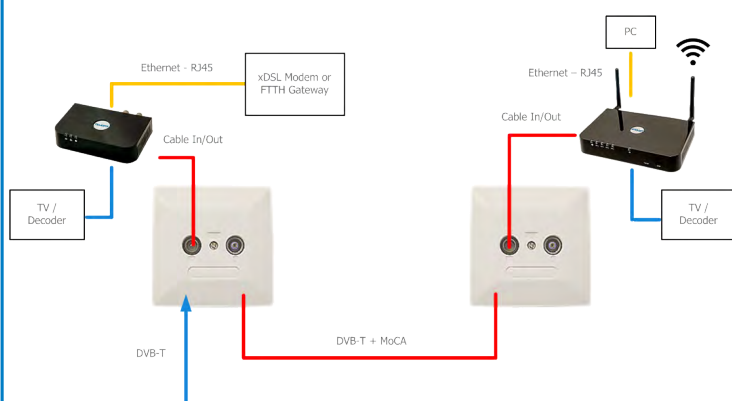 Ethernet - RJ45
xDSL Modem or
FTTH Gateway
Cable In/Out
TV /
Decoder
PC
Ethernet – RJ45
Cable In/Out
TV /
Decoder
DVB-T
DVB-T + MoCA